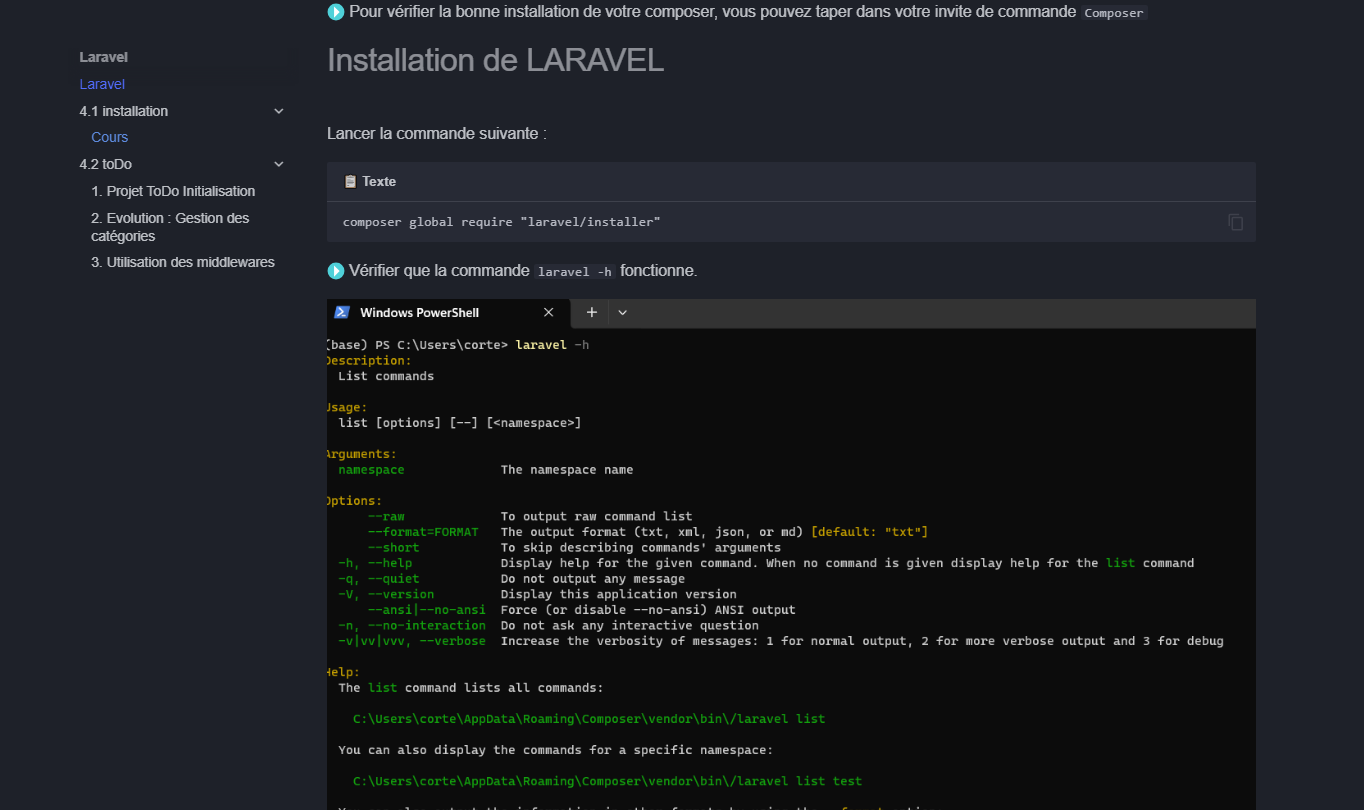 Pour vérifier la bonne installation de votre composer, vous pouvez taper dans votre invite de commande Composer
Laravel
Laravel
4.1 installation
Cours
4.2 toDo
1. Projet ToDo Initialisation
2. Evolution : Gestion des
catégories
3. Utilisation des middlewares
Installation de LARAVEL
Lancer la commande suivante :
Texte
composer global require "laravel/installer"
Vérifier que la commande laravel -h fonctionne.
Windows PowerShell
(base) PS C:\Users\corte> laravel -h
Description:
List commands
Usage:
list [options] [--] [<namespace>]
Arguments:
namespace The namespace name
Options:
--raw To output raw command list
--format=FORMAT The output format (txt, xml, json, or md) [default: "txt"]
--short To skip describing commands' arguments
-h, --help Display help for the given command. When no command is given display help for the list command
-q, --quiet Do not output any message
-V, --version Display this application version
--ansi|--no-ansi Force (or disable --no-ansi) ANSI output
-n, --no-interaction Do not ask any interactive question
-v|vv|vvv, --verbose Increase the verbosity of messages: 1 for normal output, 2 for more verbose output and 3 for debug
Help:
The list command lists all commands:
C:\Users\corte\AppData\Roaming\Composer\vendor\bin\/laravel list
You can also display the commands for a specific namespace:
C:\Users\corte\AppData\Roaming\Composer\vendor\bin\/laravel list test